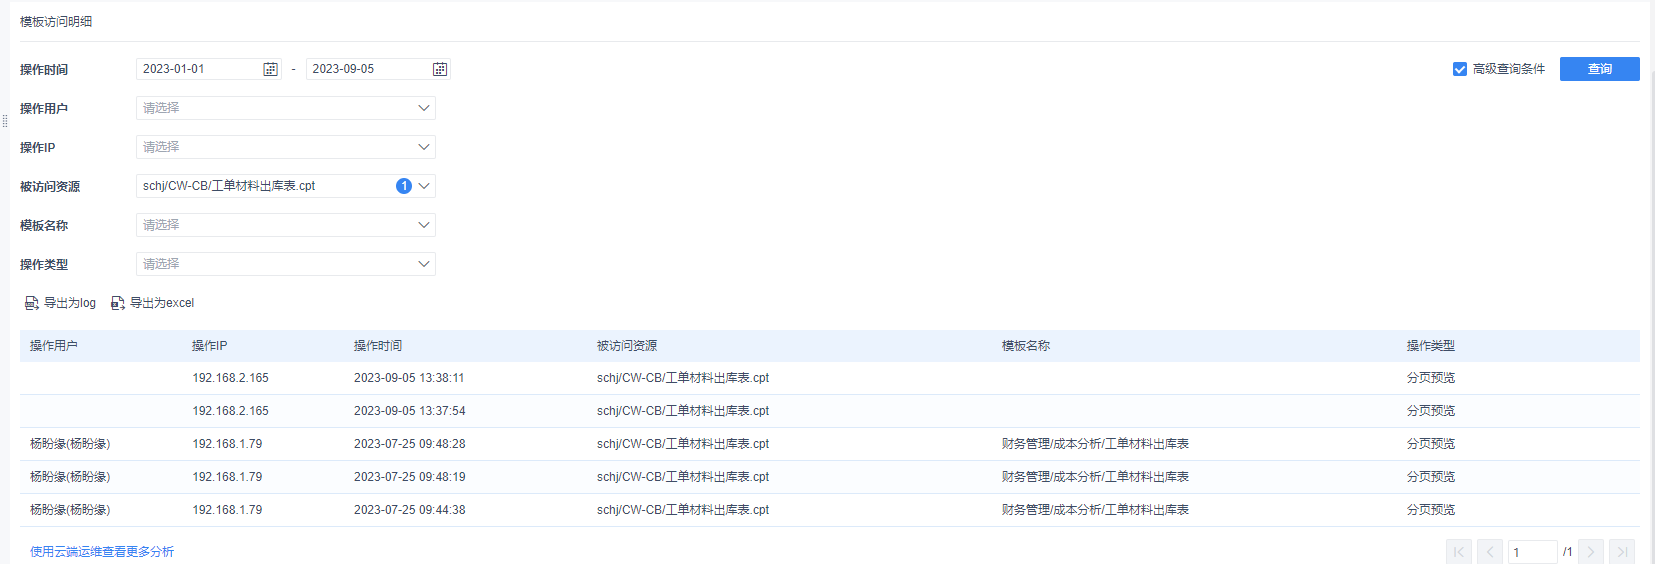 模板访问明细
操作时间 2023-01-01 - 2023-09-05 高级查询条件 查询
操作用户 请选择
操作IP 请选择
被访问资源 schj/CW-CB/工单材料出库表.cpt 1
模板名称 请选择
操作类型 请选择
导出为log 导出为excel
操作用户 操作IP 操作时间 被访问资源 模板名称 操作类型
192.168.2.165 2023-09-05 13:38:11 schj/CW-CB/工单材料出库表.cpt 分页预览
192.168.2.165 2023-09-05 13:37:54 schj/CW-CB/工单材料出库表.cpt 分页预览
杨盼缘(杨盼缘) 192.168.1.79 2023-07-25 09:48:28 schj/CW-CB/工单材料出库表.cpt 财务管理/成本分析/工单材料出库表 分页预览
杨盼缘(杨盼缘) 192.168.1.79 2023-07-25 09:48:19 schj/CW-CB/工单材料出库表.cpt 财务管理/成本分析/工单材料出库表 分页预览
杨盼缘(杨盼缘) 192.168.1.79 2023-07-25 09:44:38 schj/CW-CB/工单材料出库表.cpt 财务管理/成本分析/工单材料出库表 分页预览
使用云端运维查看更多分析 1 /1